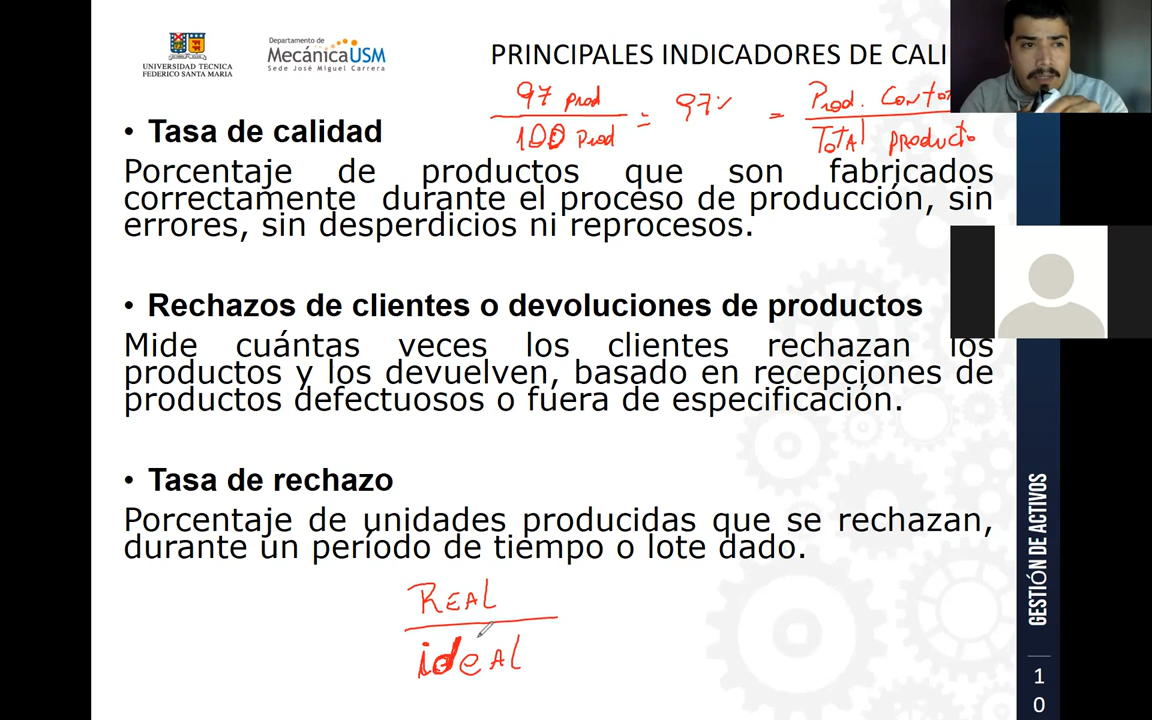 UNIVERSIDAD TECNICA
FEDERICO SANTA MARIA
Departamento de
MecánicaUSM
Sede José Miguel Carrera
PRINCIPALES INDICADORES DE CALI
97 Prod
100 Prod
= 97%
=
Prod.
TOTAL PRODUCTO
• Tasa de calidad
Porcentaje de productos que son fabricados
correctamente durante el proceso de producción, sin
errores, sin desperdicios ni reprocesos.
• Rechazos de clientes o devoluciones de productos
Mide cuántas veces los clientes rechazan los
productos y los devuelven, basado en recepciones de
productos defectuosos o fuera de especificación.
• Tasa de rechazo
Porcentaje de unidades producidas que se rechazan,
durante un período de tiempo o lote dado.
REAL
ideAL
GESTIÓN DE ACTIVOS
1
0